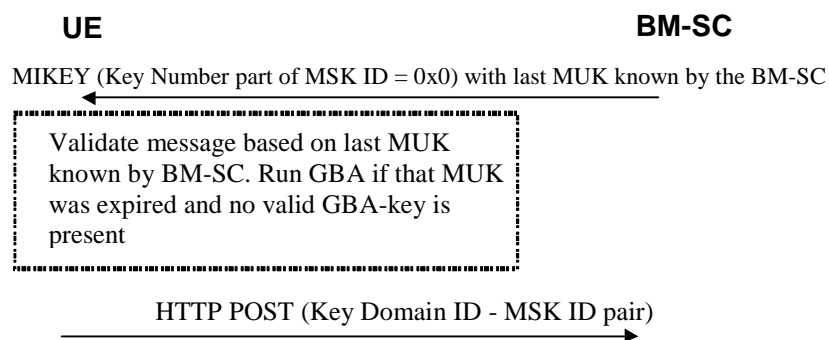 UE
BM-SC
MIKEY (Key Number part of MSK ID = 0x0) with last MUK known by the BM-SC
Validate message based on last MUK
known by BM-SC. Run GBA if that MUK
was expired and no valid GBA-key is
present
HTTP POST (Key Domain ID - MSK ID pair)